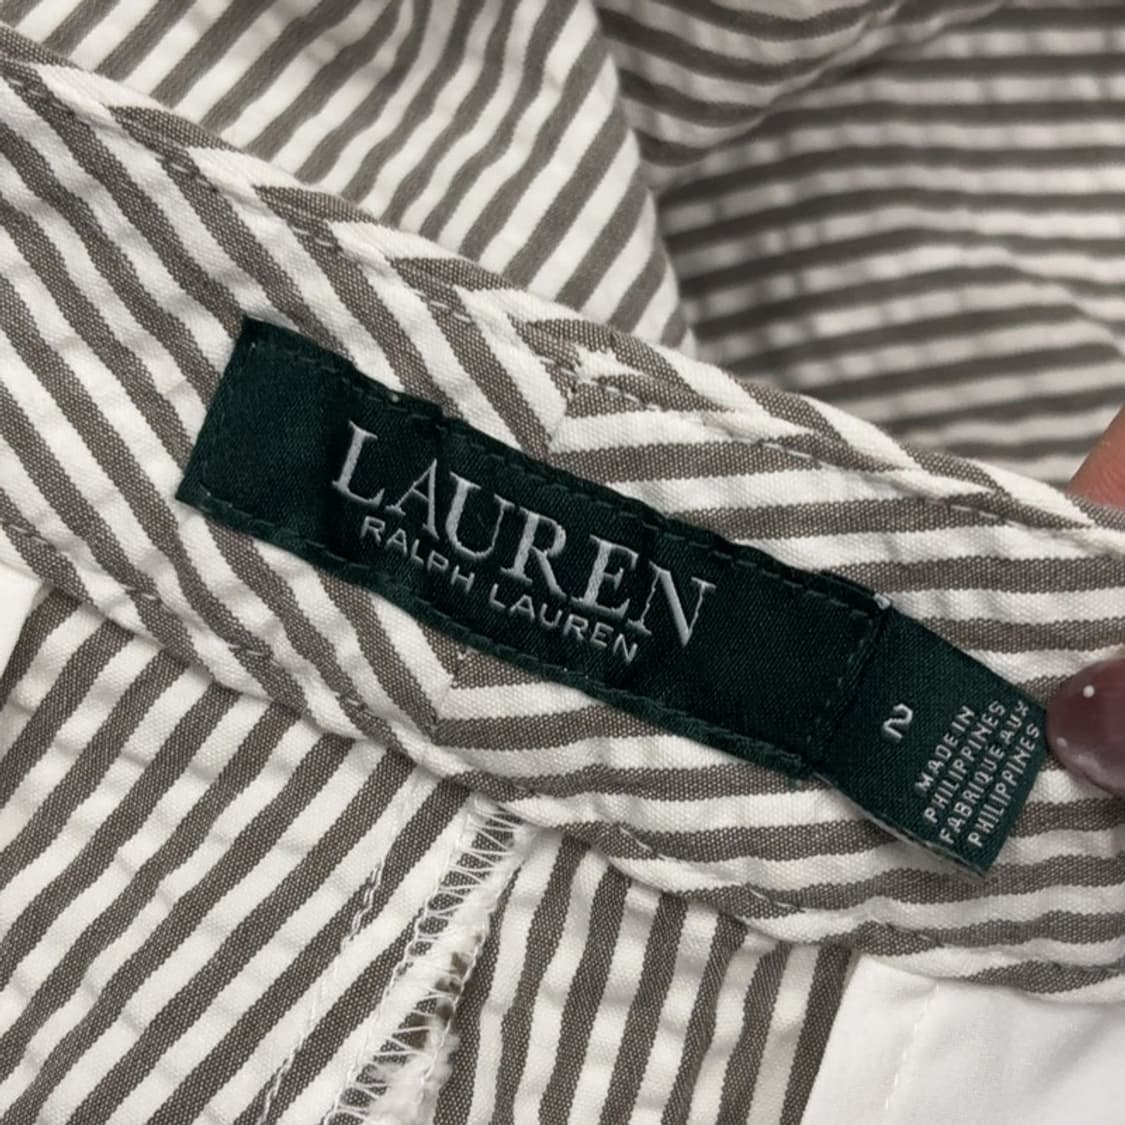 LAUREN
RALPH LAUREN
2
MADE IN
PHILIPPINES
FABRIQUE AUX
PHILIPPINES